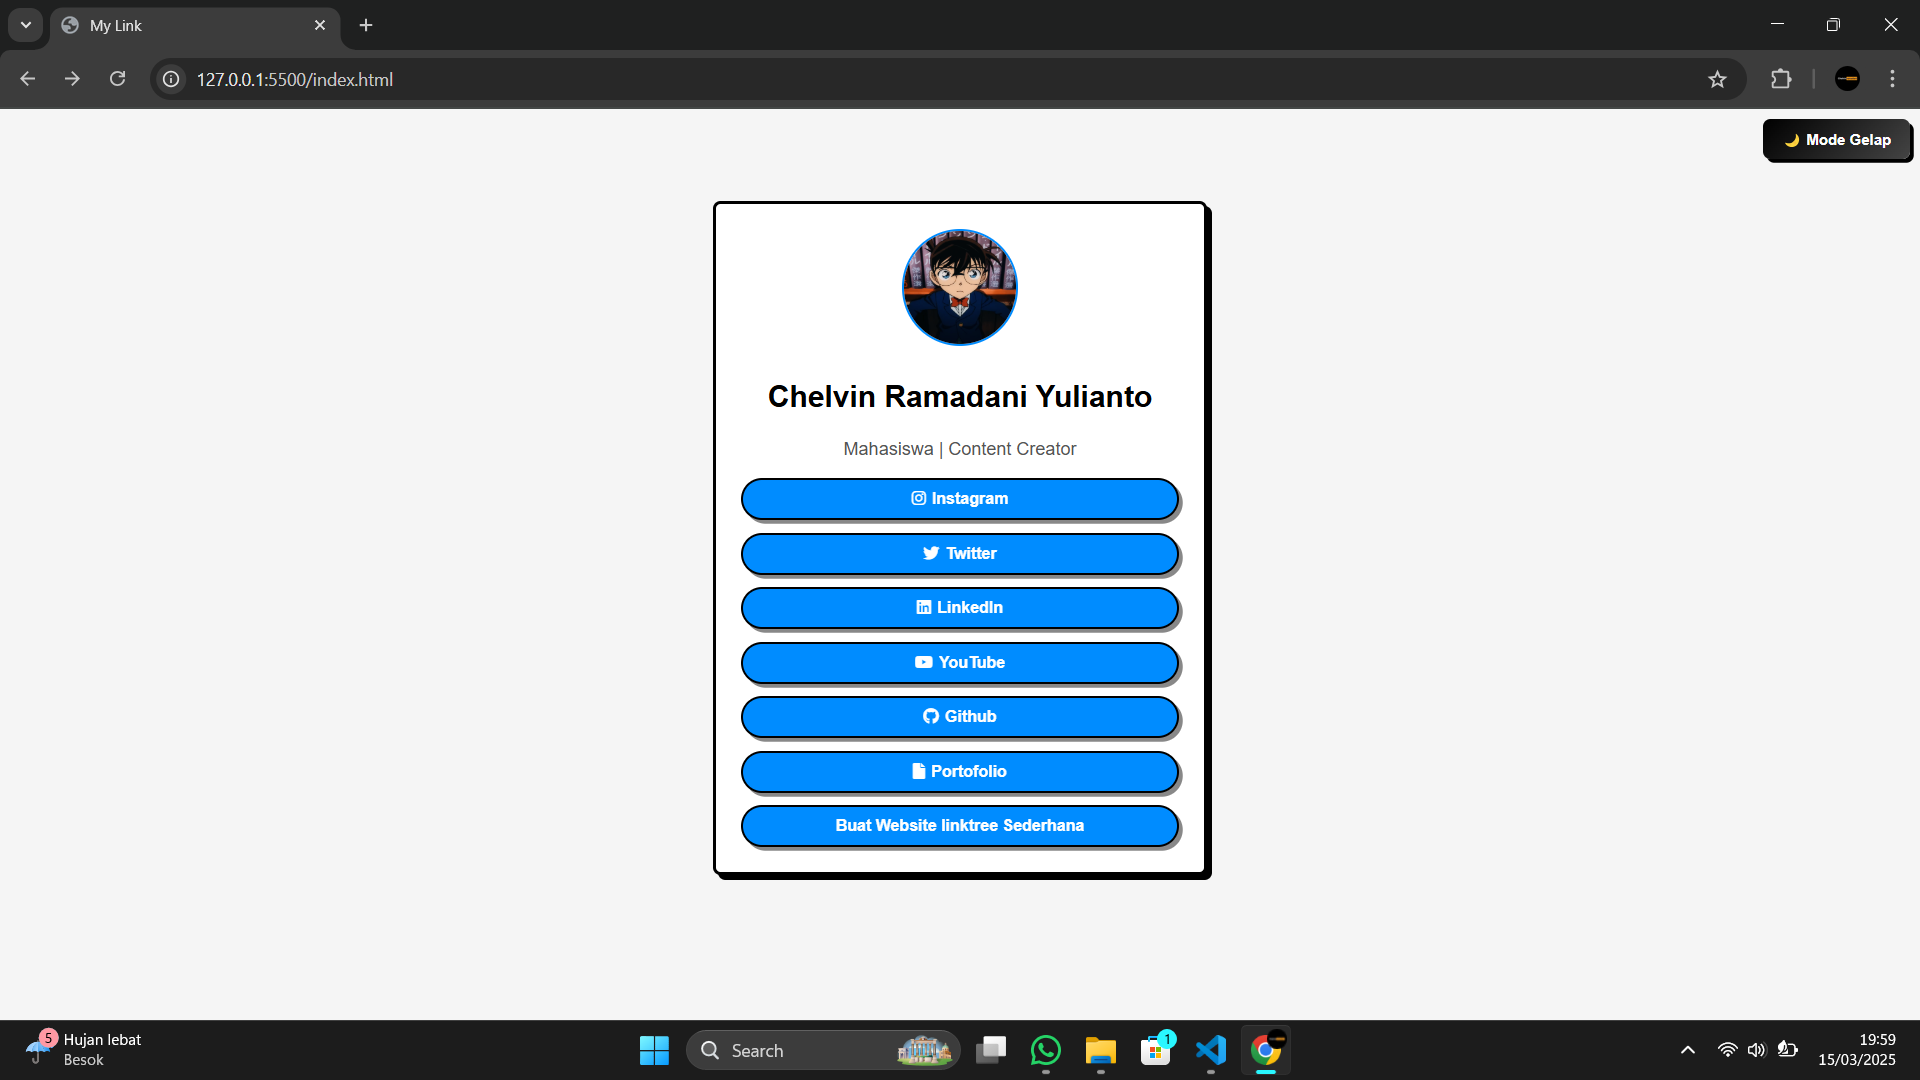 My Link
127.0.0.1:5500/index.html
🌙 Mode Gelap
Chelvin Ramadani Yulianto
Mahasiswa | Content Creator
Instagram
Twitter
LinkedIn
YouTube
Github
Portofolio
Buat Website linktree Sederhana
5
Hujan lebat
Besok
Search
1
19:59
15/03/2025